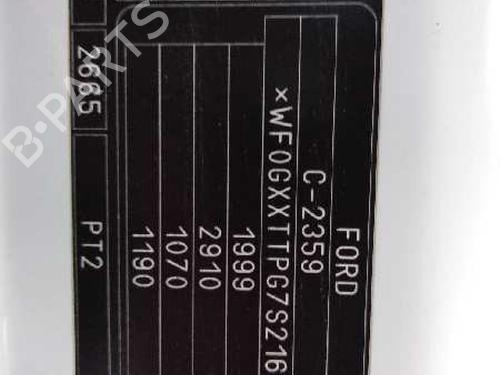 FORD
C-2359
*WF0GXXTTPG7S216
1999
2910
1070
1190
2665 PT2
B-PARTS